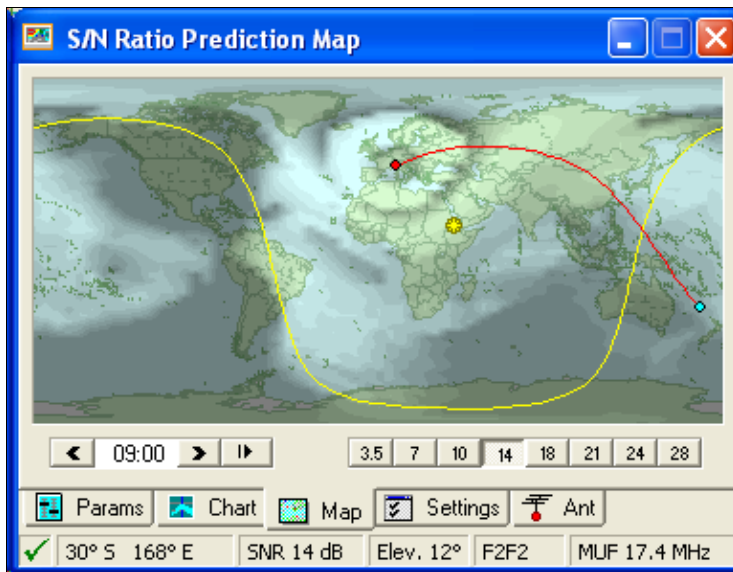 S/N Ratio Prediction Map
09:00 3.5 7 10 14 18 21 24 28
Params Chart Map Settings Ant
30° S 168° E SNR 14 dB Elev. 12° F2F2 MUF 17.4 MHz